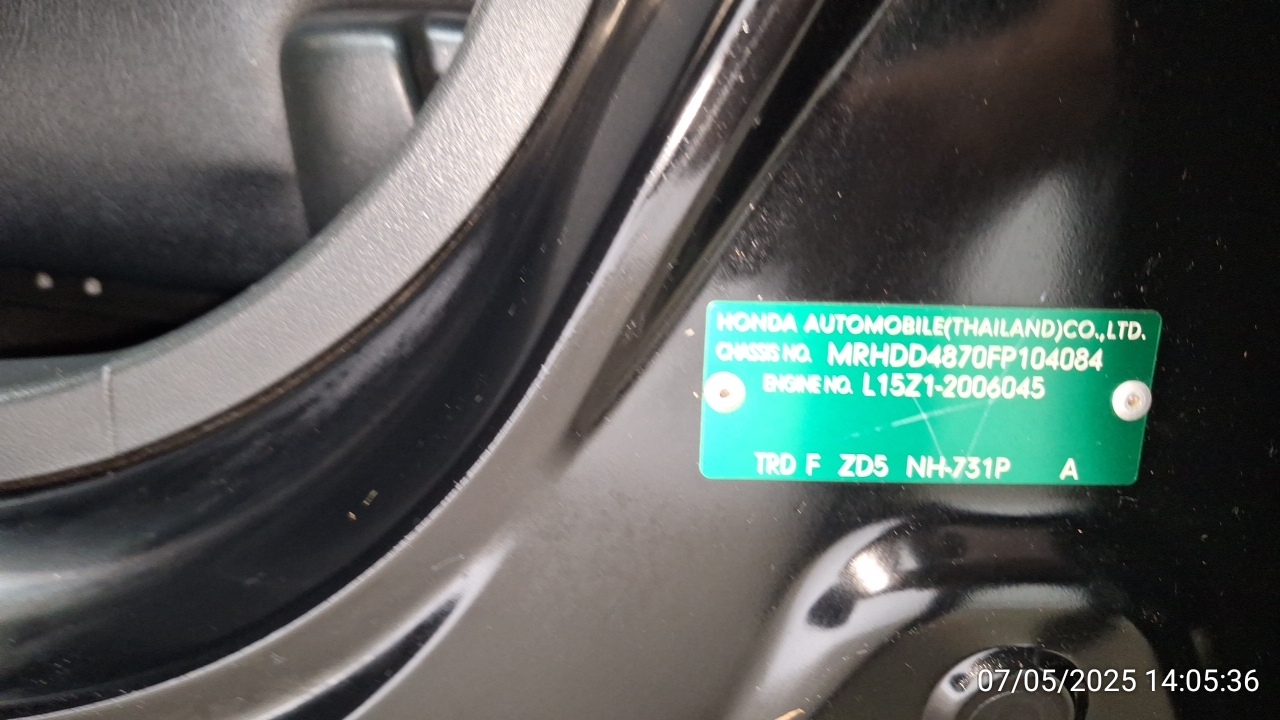 HONDA AUTOMOBILE(THAILAND)CO.,LTD.
CHASSIS NO. MRHDD4870FP104084
ENGINE NO. L15Z1-2006045
TRD F ZD5 NH-731P A
07/05/2025 14:05:36